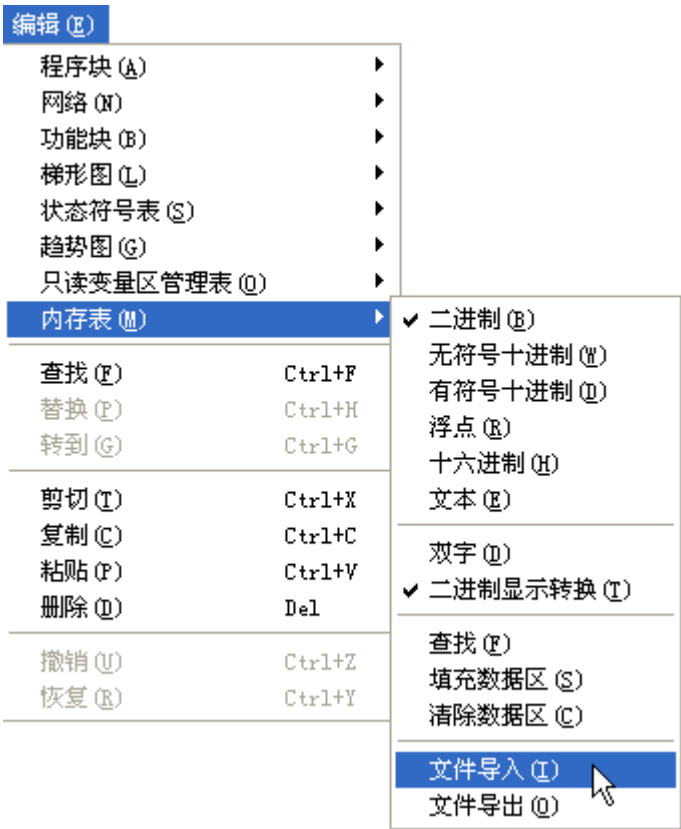 编辑(E)
程序块(A)
网络(N)
功能块(B)
梯形图(L)
状态符号表(S)
趋势图(G)
只读变量区管理表(O)
内存表(M)
查找(F) Ctrl+F
替换(P) Ctrl+H
转到(G) Ctrl+G
剪切(T) Ctrl+X
复制(C) Ctrl+C
粘贴(P) Ctrl+V
删除(D) Del
撤销(U) Ctrl+Z
恢复(R) Ctrl+Y
二进制(B)
无符号十进制(W)
有符号十进制(D)
浮点(R)
十六进制(H)
文本(E)
双字(D)
二进制显示转换(T)
查找(F)
填充数据区(S)
清除数据区(C)
文件导入(I)
文件导出(O)